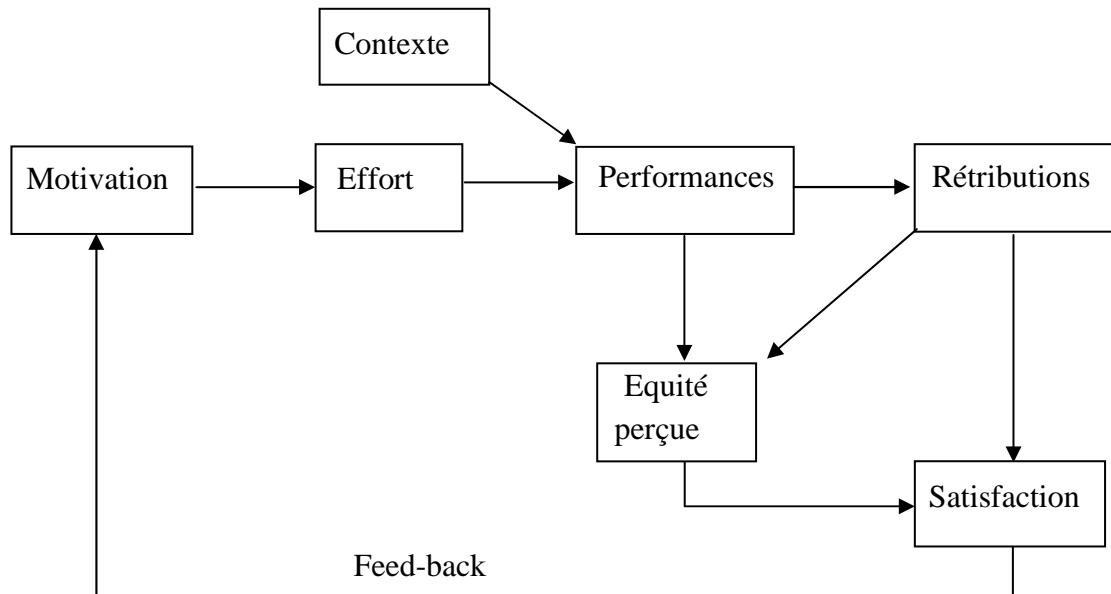 Contexte
Motivation
Effort
Performances
Rétributions
Equité
perçue
Satisfaction
Feed-back